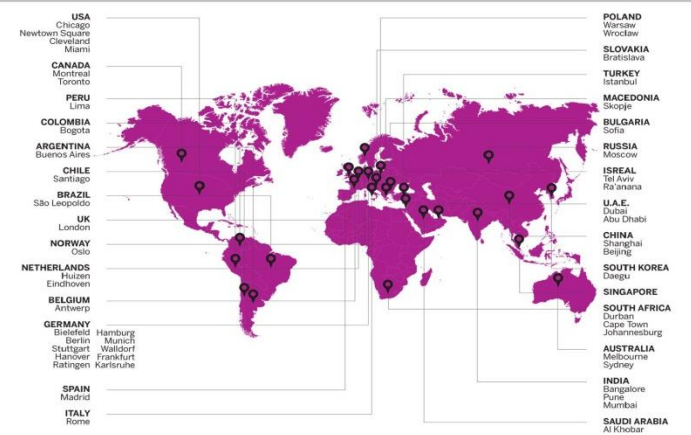 USA
Chicago
Newtown Square
Cleveland
Miami
CANADA
Montreal
Toronto
PERU
Lima
COLOMBIA
Bogota
ARGENTINA
Buenos Aires
CHILE
Santiago
BRAZIL
São Leopoldo
UK
London
NORWAY
Oslo
NETHERLANDS
Huizen
Eindhoven
BELGIUM
Antwerp
GERMANY
Bielefeld Hamburg
Berlin Munich
Stuttgart Walldorf
Hanover Frankfurt
Ratingen Karlsruhe
SPAIN
Madrid
ITALY
Rome
POLAND
Warsaw
Wroclaw
SLOVAKIA
Bratislava
TURKEY
Istanbul
MACEDONIA
Skopje
BULGARIA
Sofia
RUSSIA
Moscow
ISREAL
Tel Aviv
Ra'anana
U.A.E.
Dubai
Abu Dhabi
CHINA
Shanghai
Beijing
SOUTH KOREA
Daegu
SINGAPORE
SOUTH AFRICA
Durban
Cape Town
Johannesburg
AUSTRALIA
Melbourne
Sydney
INDIA
Bangalore
Pune
Mumbai
SAUDI ARABIA
Al Khobar